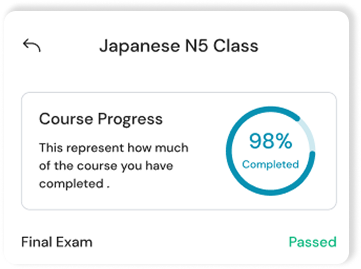 Japanese N5 Class
Course Progress
This represent how much
of the course you have
completed .
98%
Completed
Final Exam
Passed